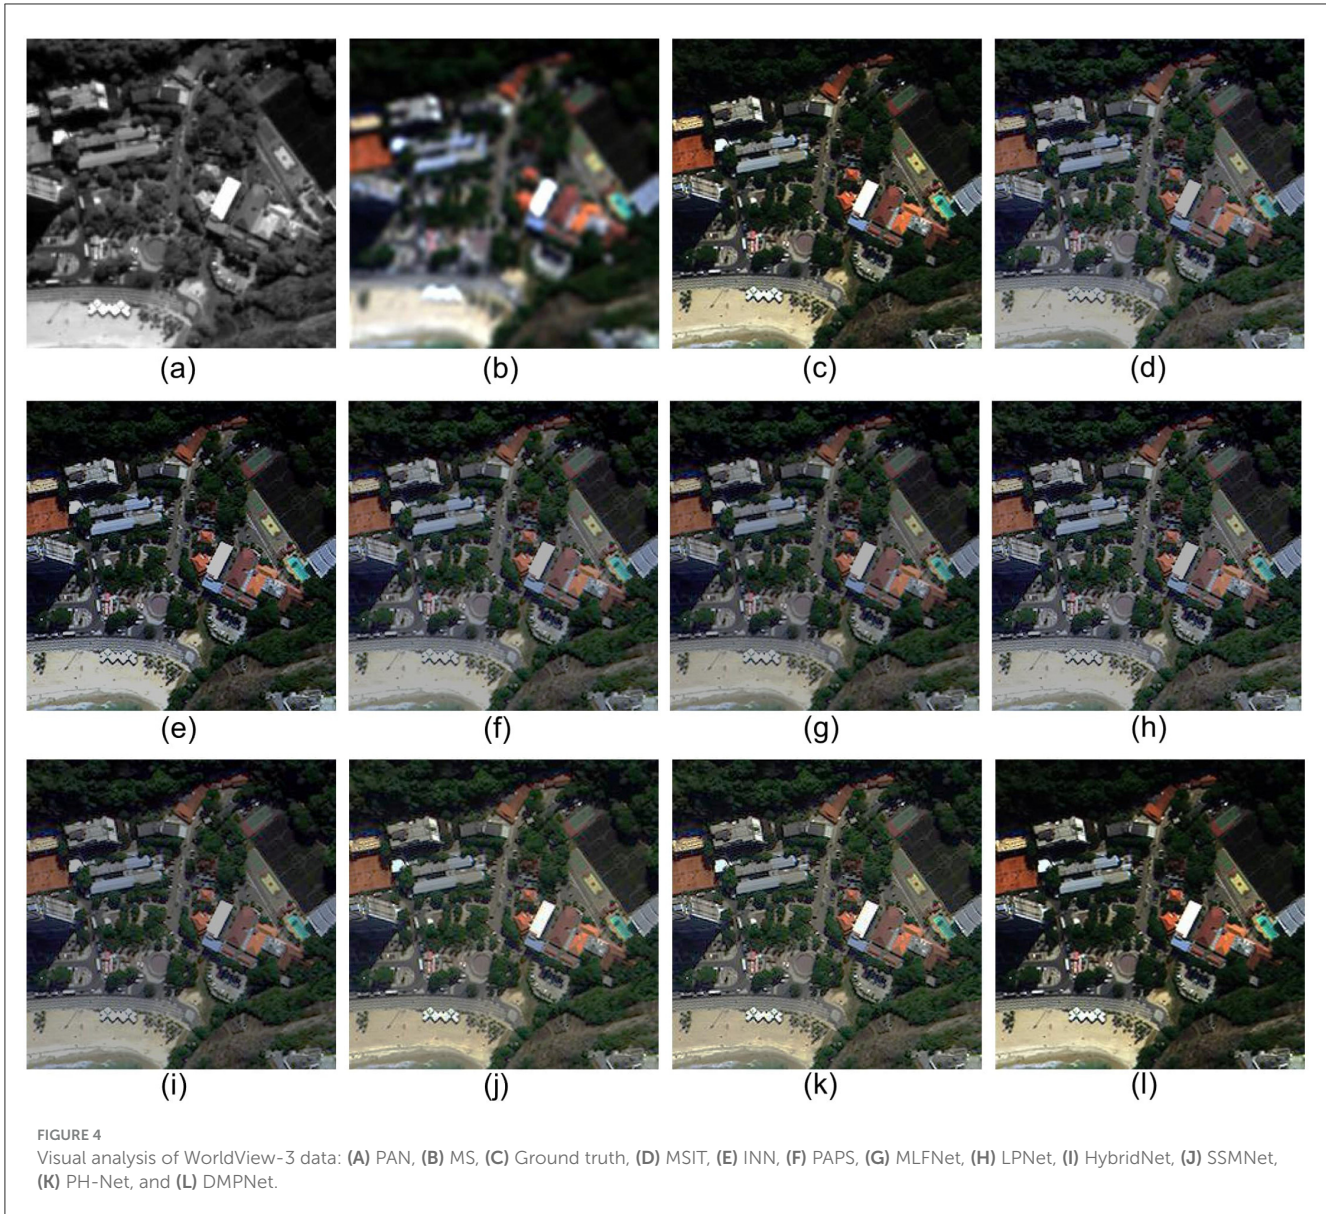 (a)
(b)
(c)
(d)
(e)
(f)
(g)
(h)
(i)
(j)
(k)
(l)
FIGURE 4
Visual analysis of WorldView-3 data: (A) PAN, (B) MS, (C) Ground truth, (D) MSIT, (E) INN, (F) PAPS, (G) MLFNet, (H) LPNet, (I) HybridNet, (J) SSMNet,
(K) PH-Net, and (L) DMPNet.